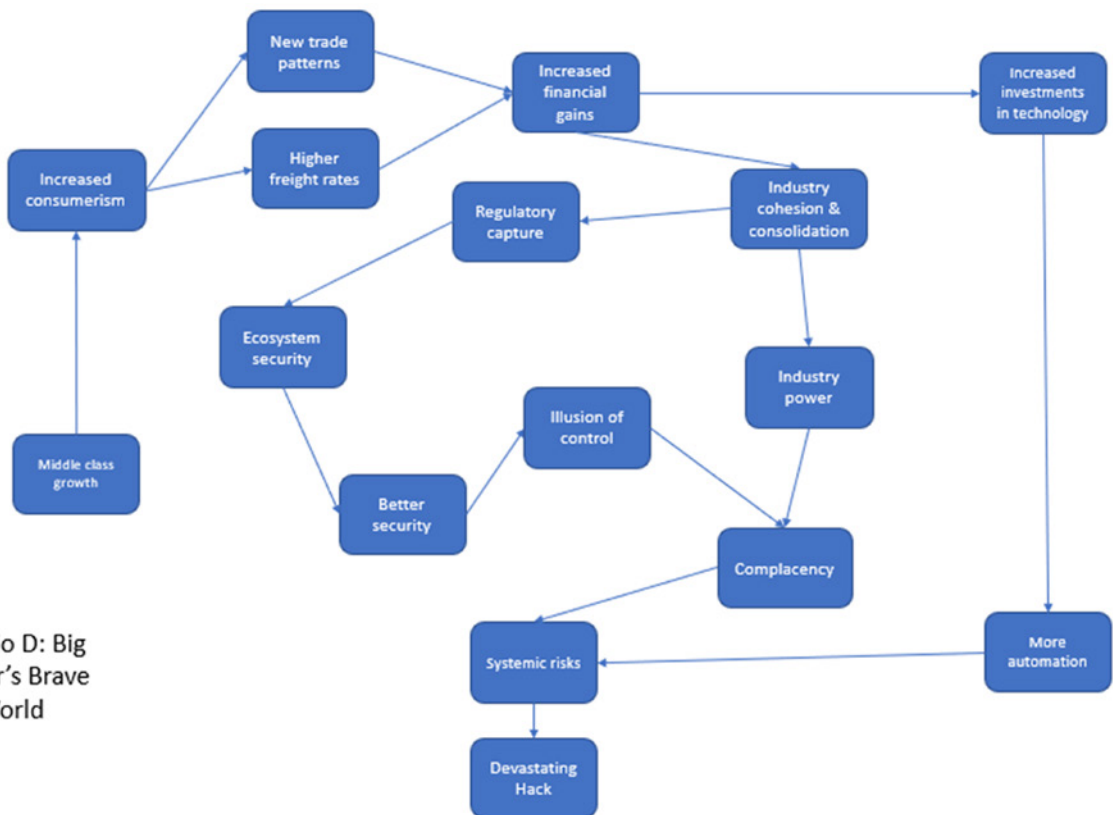 New trade
patterns
Increased
financial
gains
Increased
investments
in technology
Higher
freight rates
Increased
consumerism
Industry
cohesion &
consolidation
Regulatory
capture
Ecosystem
security
Industry
power
Illusion of
control
Middle class
growth
Better
security
Complacency
o D: Big
r's Brave
orld
Systemic risks
More
automation
Devastating
Hack